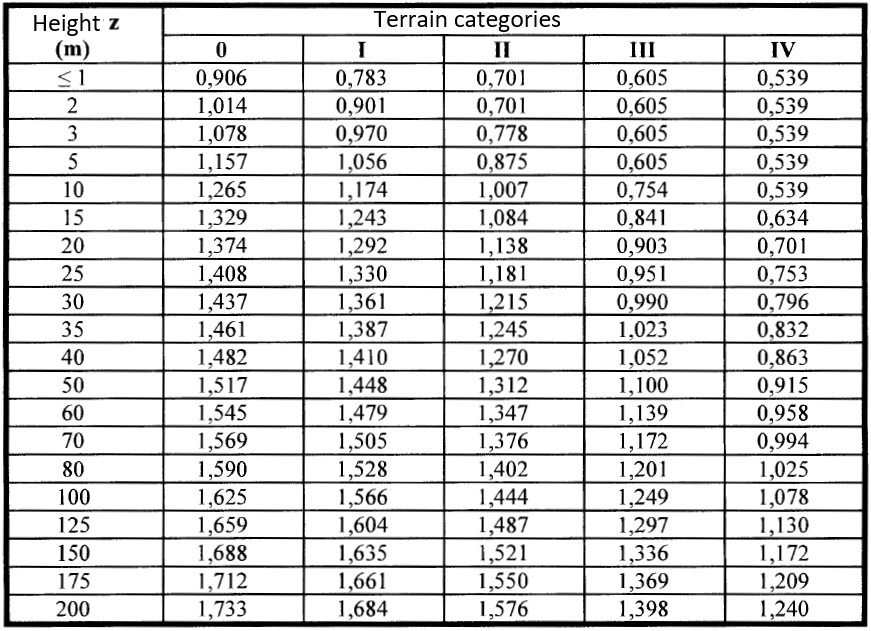 Height z (m) Terrain categories
0 I II III IV
≤ 1 0,906 0,783 0,701 0,605 0,539
2 1,014 0,901 0,701 0,605 0,539
3 1,078 0,970 0,778 0,605 0,539
5 1,157 1,056 0,875 0,605 0,539
10 1,265 1,174 1,007 0,754 0,539
15 1,329 1,243 1,084 0,841 0,634
20 1,374 1,292 1,138 0,903 0,701
25 1,408 1,330 1,181 0,951 0,753
30 1,437 1,361 1,215 0,990 0,796
35 1,461 1,387 1,245 1,023 0,832
40 1,482 1,410 1,270 1,052 0,863
50 1,517 1,448 1,312 1,100 0,915
60 1,545 1,479 1,347 1,139 0,958
70 1,569 1,505 1,376 1,172 0,994
80 1,590 1,528 1,402 1,201 1,025
100 1,625 1,566 1,444 1,249 1,078
125 1,659 1,604 1,487 1,297 1,130
150 1,688 1,635 1,521 1,336 1,172
175 1,712 1,661 1,550 1,369 1,209
200 1,733 1,684 1,576 1,398 1,240